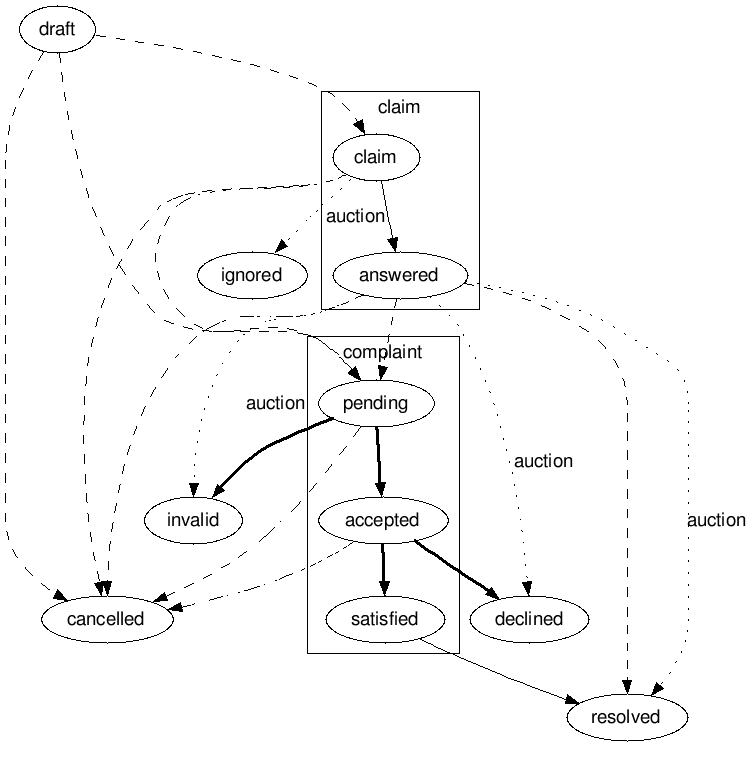 draft
claim
claim
auction
ignored
answered
complaint
auction
pending
auction
invalid
accepted
auction
cancelled
satisfied
declined
resolved